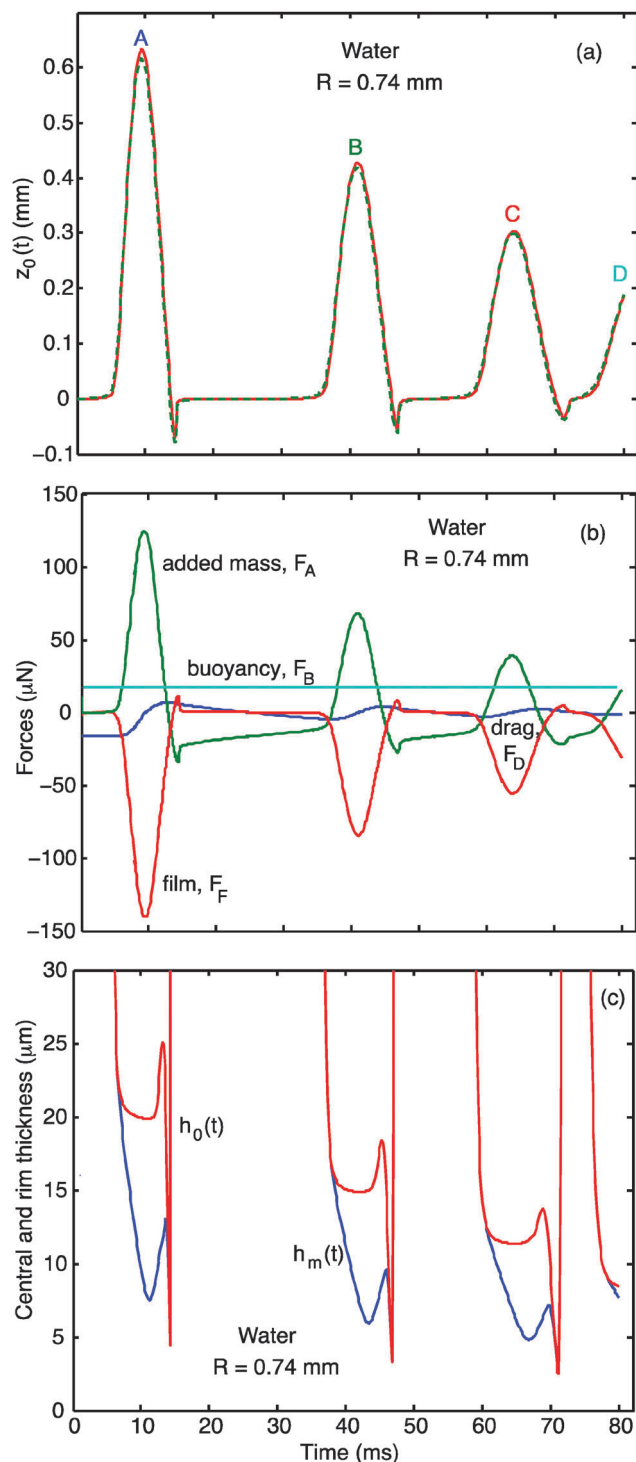 (a)
Water
R = 0.74 mm
A
B
C
D
z0(t) (mm)
0.6
0.5
0.4
0.3
0.2
0.1
0
−0.1
(b)
Water
R = 0.74 mm
added mass, FA
buoyancy, FB
drag,
FD
film, FF
Forces (μN)
150
100
50
0
−50
−100
−150
(c)
h0(t)
hm(t)
Water
R = 0.74 mm
Central and rim thickness (μm)
30
25
20
15
10
5
0
0 10 20 30 40 50 60 70 80
Time (ms)